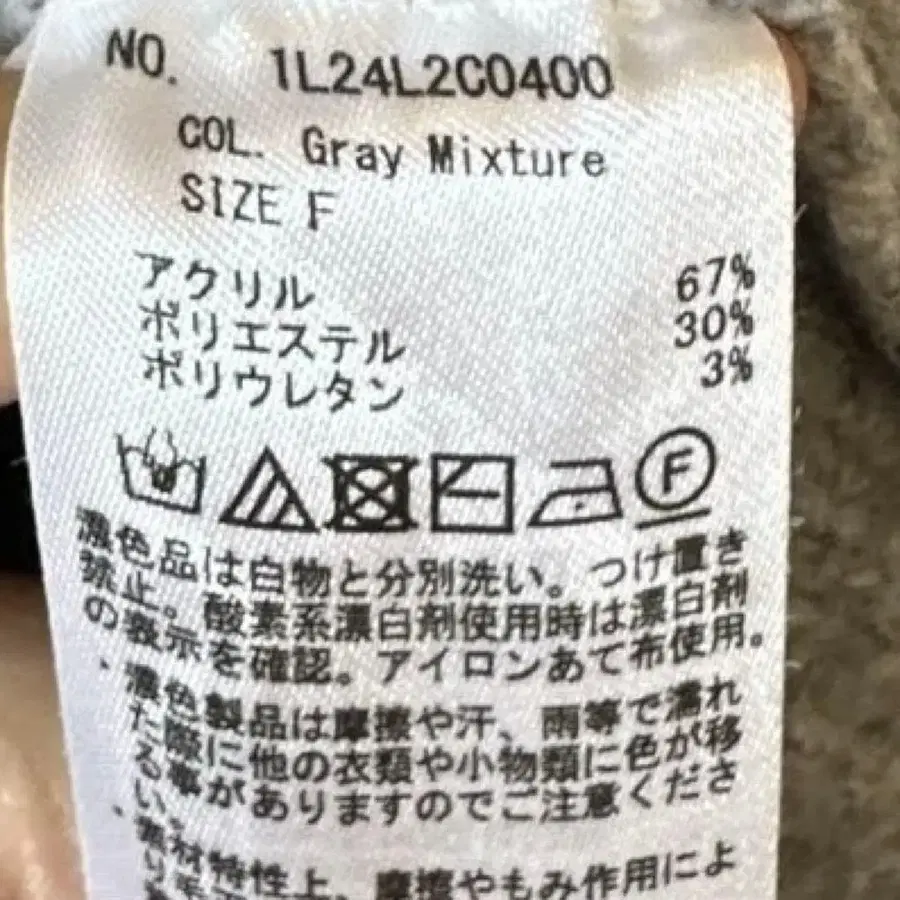 NO. 1L24L2C0400
COL. Gray Mixture
SIZE F
アクリル 67%
ポリエステル 30%
ポリウレタン 3%
F
濃色品は白物と分別洗い。つけ置き
禁止。酸素系漂白剤使用時は漂白剤
の表示を確認。アイロンあて布使用。
・濃色製品は摩擦や汗、雨等で濡れ
た際に他の衣類や小物類に色が移
る事がありますのでご注意くださ
い。
・素材特性上、摩擦やもみ作用によ